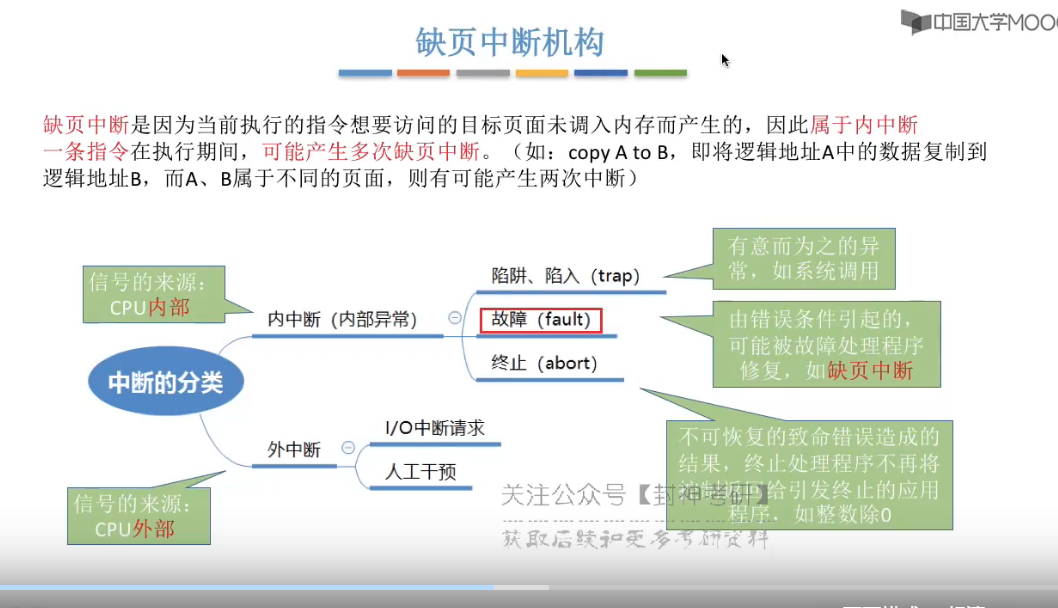 中国大学MOO
缺页中断机构
缺页中断是因为当前执行的指令想要访问的目标页面未调入内存而产生的，因此属于内中断
一条指令在执行期间，可能产生多次缺页中断。（如：copy A to B，即将逻辑地址A中的数据复制到
逻辑地址B，而A、B属于不同的页面，则有可能产生两次中断）
信号的来源：
CPU内部
内中断（内部异常）
陷阱、陷入（trap）
有意而为之的异
常，如系统调用
故障（fault）
由错误条件引起的，
可能被故障处理程序
修复，如缺页中断
终止（abort）
不可恢复的致命错误造成的
结果，终止处理程序不再将
给引发终止的应用
程序，如整数除0
中断的分类
外中断
I/O中断请求
人工干预
信号的来源：
CPU外部
关注公众号【封神考研】
获取后续和更多考研资料